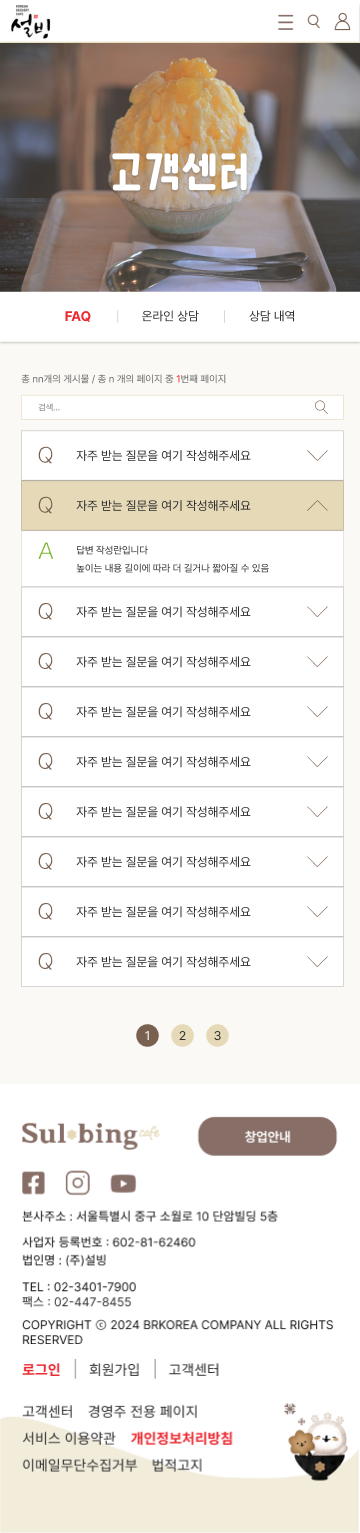 KOREAN
DESSERT
CAFE
설빙
고객센터
FAQ
온라인 상담
상담 내역
총 nn개의 게시물 / 총 n 개의 페이지 중 1번째 페이지
검색...
Q 자주 받는 질문을 여기 작성해주세요
Q 자주 받는 질문을 여기 작성해주세요
A 답변 작성란입니다
높이는 내용 길이에 따라 더 길거나 짧아질 수 있음
Q 자주 받는 질문을 여기 작성해주세요
Q 자주 받는 질문을 여기 작성해주세요
Q 자주 받는 질문을 여기 작성해주세요
Q 자주 받는 질문을 여기 작성해주세요
Q 자주 받는 질문을 여기 작성해주세요
Q 자주 받는 질문을 여기 작성해주세요
Q 자주 받는 질문을 여기 작성해주세요
Q 자주 받는 질문을 여기 작성해주세요
1 2 3
Sulbing cafe
창업안내
본사주소 : 서울특별시 중구 소월로 10 단암빌딩 5층
사업자 등록번호 : 602-81-62460
법인명 : (주)설빙
TEL : 02-3401-7900
팩스 : 02-447-8455
COPYRIGHT ⓒ 2024 BRKOREA COMPANY ALL RIGHTS
RESERVED
로그인 회원가입 고객센터
고객센터 경영주 전용 페이지
서비스 이용약관 개인정보처리방침
이메일무단수집거부 법적고지